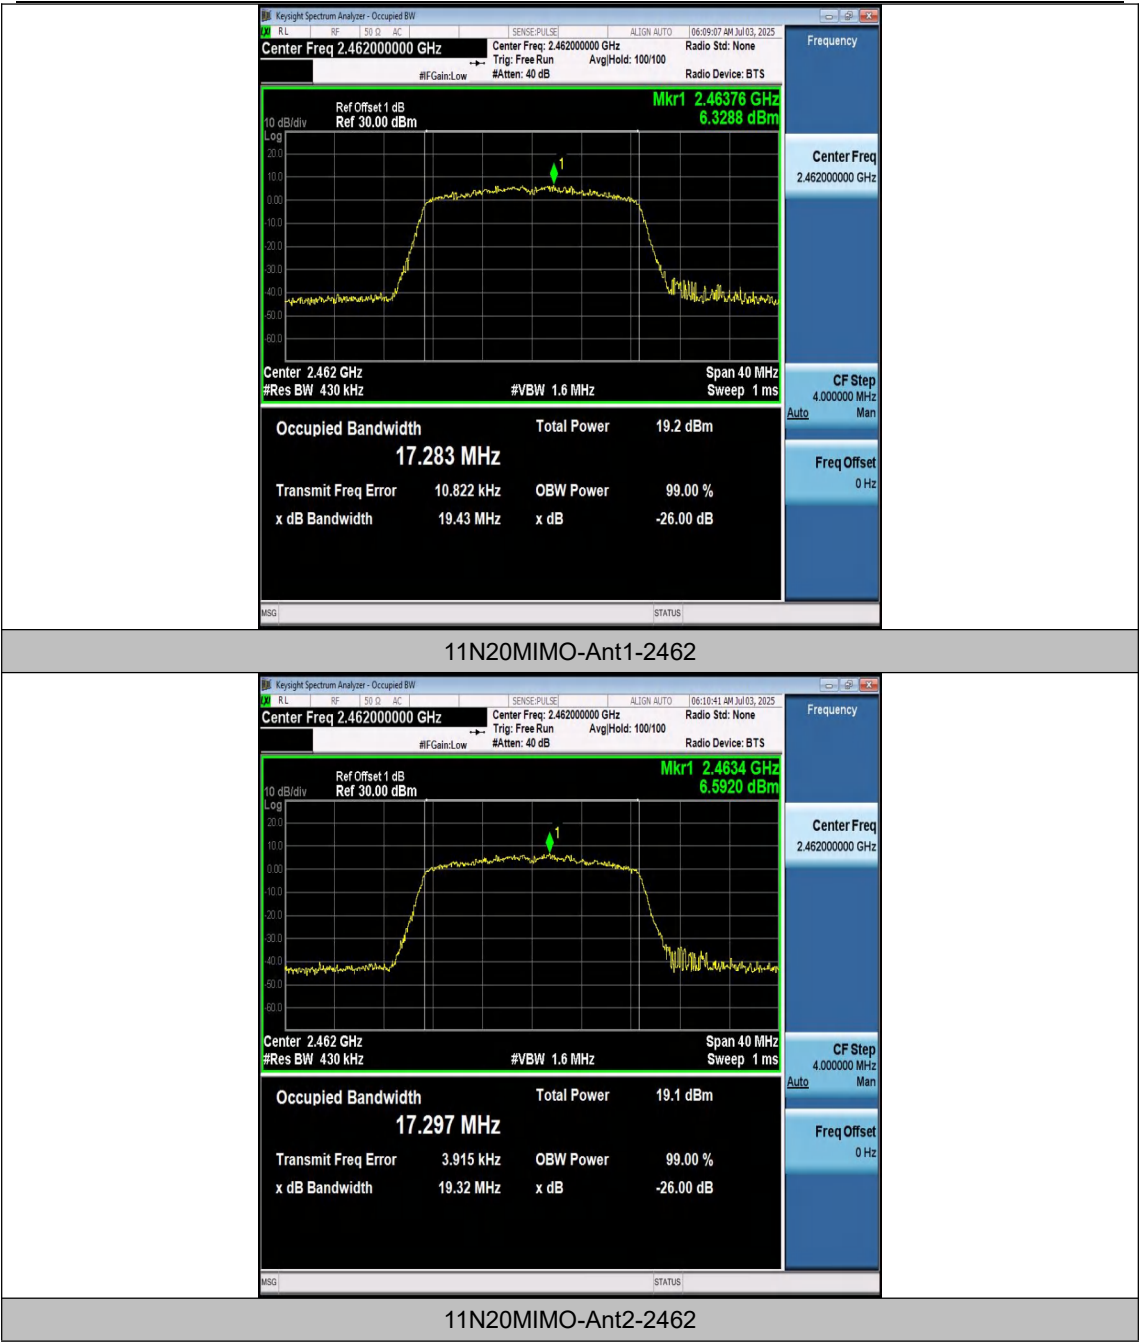 Keysight Spectrum Analyzer - Occupied BW
RL RF 50 Ω AC SENSE:PULSE ALIGN AUTO 06:09:07 AM Jul 03, 2025
Center Freq 2.462000000 GHz
Center Freq: 2.462000000 GHz
Radio Std: None
Trig: Free Run
Avg|Hold: 100/100
#IFGain:Low
#Atten: 40 dB
Radio Device: BTS
Frequency
Mkr1 2.46376 GHz
6.3288 dBm
Ref Offset 1 dB
10 dB/div
Ref 30.00 dBm
Log
20.0
10.0
0.00
-10.0
-20.0
-30.0
-40.0
-50.0
-60.0
1
Center 2.462 GHz
Span 40 MHz
#Res BW 430 kHz
#VBW 1.6 MHz
Sweep 1 ms
Center Freq
2.462000000 GHz
CF Step
4.000000 MHz
Auto Man
Freq Offset
0 Hz
Occupied Bandwidth
17.283 MHz
Total Power 19.2 dBm
Transmit Freq Error 10.822 kHz OBW Power 99.00 %
x dB Bandwidth 19.43 MHz x dB -26.00 dB
MSG STATUS
11N20MIMO-Ant1-2462
Keysight Spectrum Analyzer - Occupied BW
RL RF 50 Ω AC SENSE:PULSE ALIGN AUTO 06:10:41 AM Jul 03, 2025
Center Freq 2.462000000 GHz
Center Freq: 2.462000000 GHz
Radio Std: None
Trig: Free Run
Avg|Hold: 100/100
#IFGain:Low
#Atten: 40 dB
Radio Device: BTS
Frequency
Mkr1 2.4634 GHz
6.5920 dBm
Ref Offset 1 dB
10 dB/div
Ref 30.00 dBm
Log
20.0
10.0
0.00
-10.0
-20.0
-30.0
-40.0
-50.0
-60.0
1
Center 2.462 GHz
Span 40 MHz
#Res BW 430 kHz
#VBW 1.6 MHz
Sweep 1 ms
Center Freq
2.462000000 GHz
CF Step
4.000000 MHz
Auto Man
Freq Offset
0 Hz
Occupied Bandwidth
17.297 MHz
Total Power 19.1 dBm
Transmit Freq Error 3.915 kHz OBW Power 99.00 %
x dB Bandwidth 19.32 MHz x dB -26.00 dB
MSG STATUS
11N20MIMO-Ant2-2462